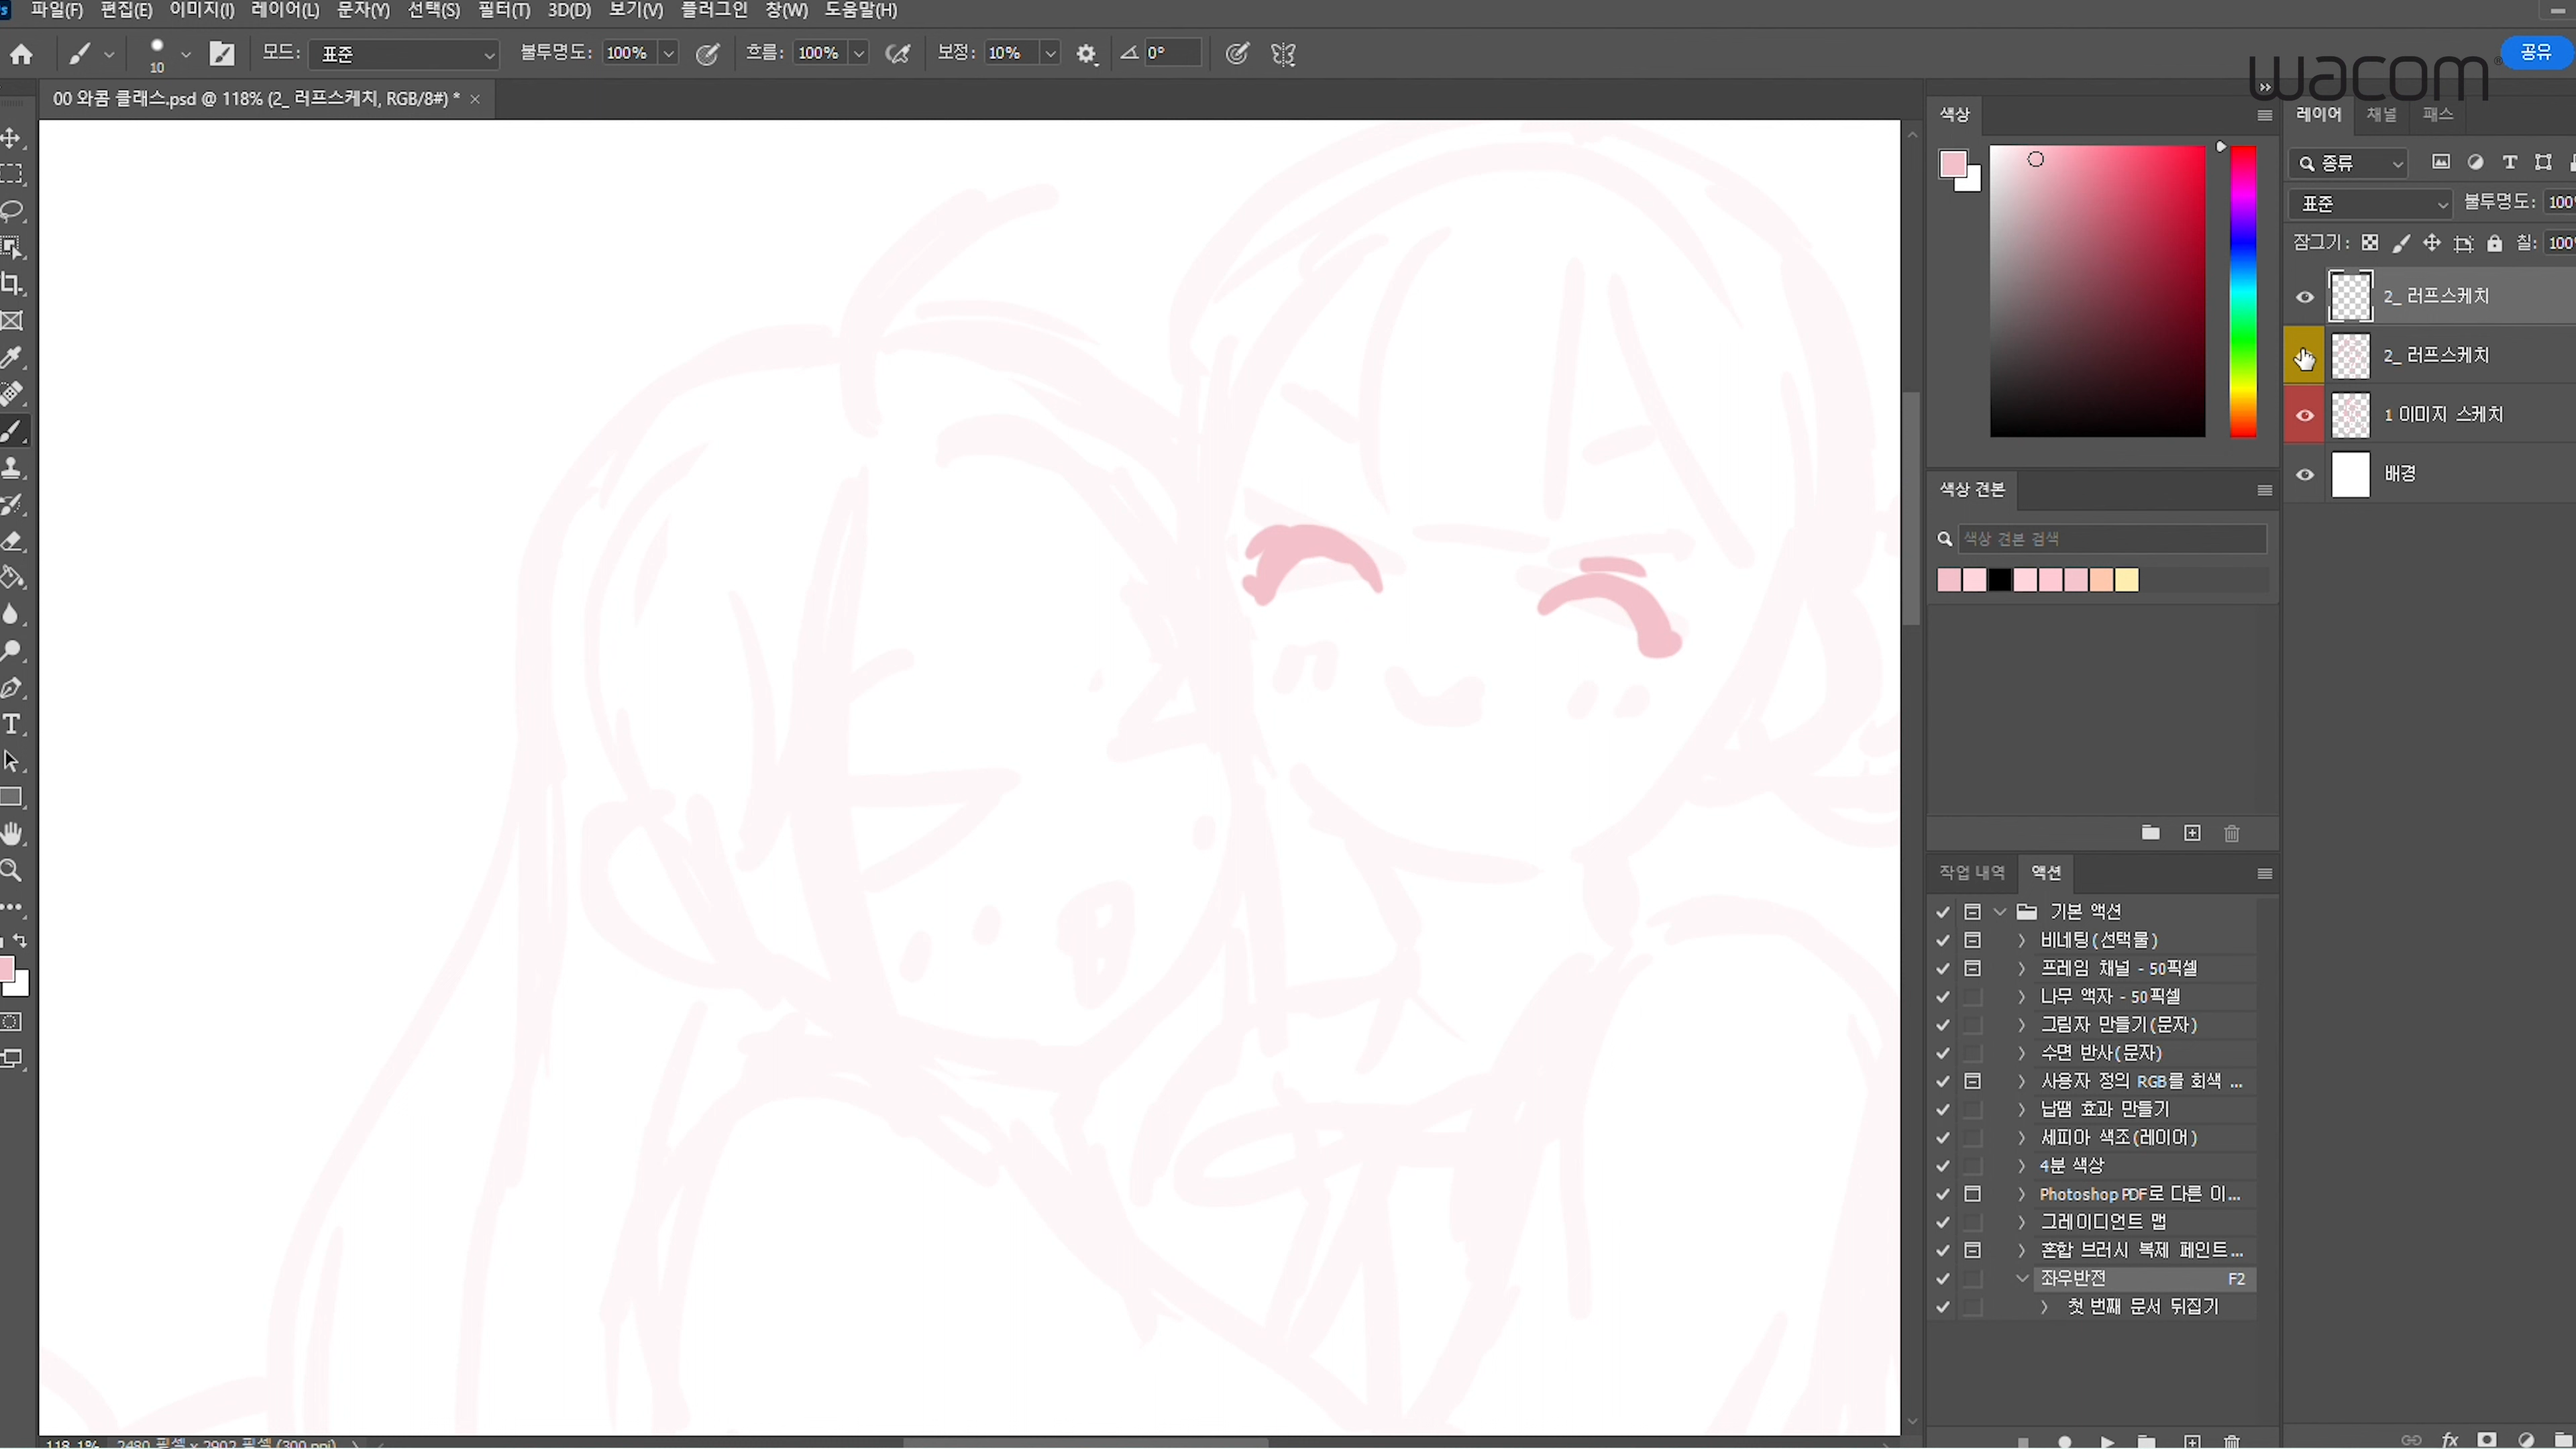 파일(F) 편집(E) 이미지(I) 레이어(L) 문자(Y) 선택(S) 필터(T) 3D(D) 보기(V) 플러그인 창(W) 도움말(H)
10 모드: 표준 불투명도: 100% 흐름: 100% 보정: 10% 0° 공유
wacom
00 와콤 클래스.psd @ 118% (2_ 러프스케치, RGB/8#) *
색상
레이어 채널 패스
종류
표준 불투명도: 100
잠그기: 칠: 100
2_ 러프스케치
2_ 러프스케치
1 이미지 스케치
배경
색상 견본
색상 견본 검색
작업 내역 액션
기본 액션
비네팅(선택물)
프레임 채널 - 50픽셀
나무 액자 - 50픽셀
그림자 만들기(문자)
수면 반사(문자)
사용자 정의 RGB를 회색 ...
납땜 효과 만들기
세피아 색조(레이어)
4분 색상
Photoshop PDF로 다른 이...
그레이디언트 맵
혼합 브러시 복제 페인트...
좌우반전 F2
첫 번째 문서 뒤집기
118.1% 2480 픽셀 x 2902 픽셀 (300 ppi)